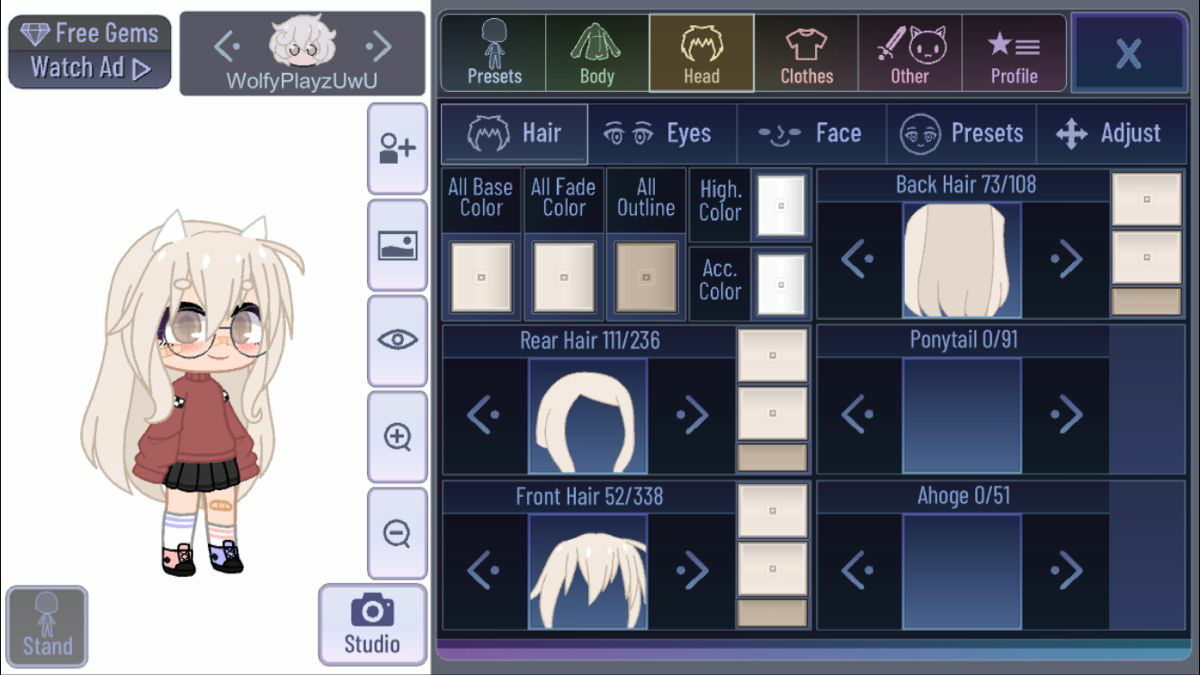 Free Gems
Watch Ad
WolfyPlayzUwU
Presets
Body
Head
Clothes
Other
Profile
X
Hair
Eyes
Face
Presets
Adjust
All Base
Color
All Fade
Color
All
Outline
High.
Color
Acc.
Color
Back Hair 73/108
Rear Hair 111/236
Ponytail 0/91
Front Hair 52/338
Ahoge 0/51
Stand
Studio